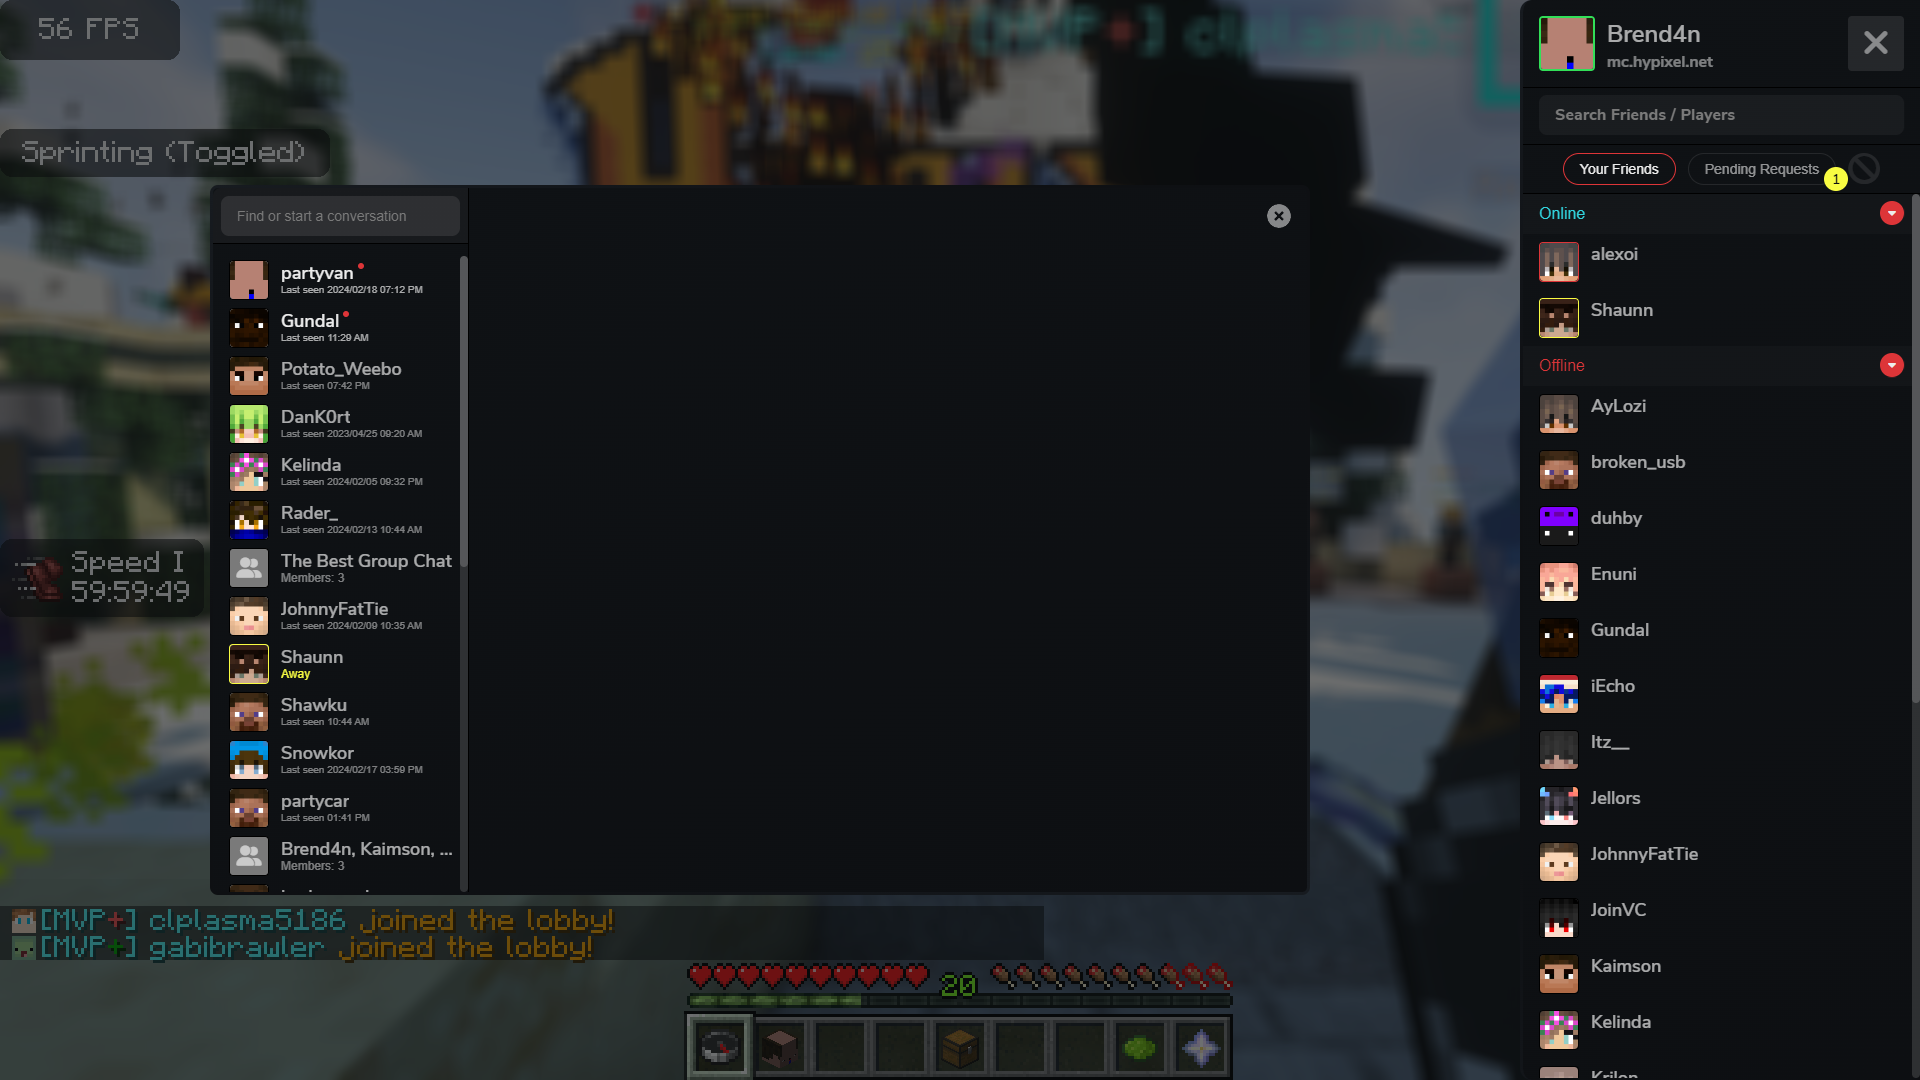 56 FPS
[MVP+] clplasma
Sprinting (Toggled)
Speed I
59:59:49
Find or start a conversation
partyvan
Last seen 2024/02/18 07:12 PM
Gundal
Last seen 11:29 AM
Potato_Weebo
Last seen 07:42 PM
DanK0rt
Last seen 2023/04/25 09:20 AM
Kelinda
Last seen 2024/02/05 09:32 PM
Rader_
Last seen 2024/02/13 10:44 AM
The Best Group Chat
Members: 3
JohnnyFatTie
Last seen 2024/02/09 10:35 AM
Shaunn
Away
Shawku
Last seen 10:44 AM
Snowkor
Last seen 2024/02/17 03:59 PM
partycar
Last seen 01:41 PM
Brend4n, Kaimson, ...
Members: 3
[MVP+] clplasma5186 joined the lobby!
[MVP+] gabibrawler joined the lobby!
20
Brend4n
mc.hypixel.net
Search Friends / Players
Your Friends
Pending Requests
1
Online
alexoi
Shaunn
Offline
AyLozi
broken_usb
duhby
Enuni
Gundal
iEcho
Itz__
Jellors
JohnnyFatTie
JoinVC
Kaimson
Kelinda